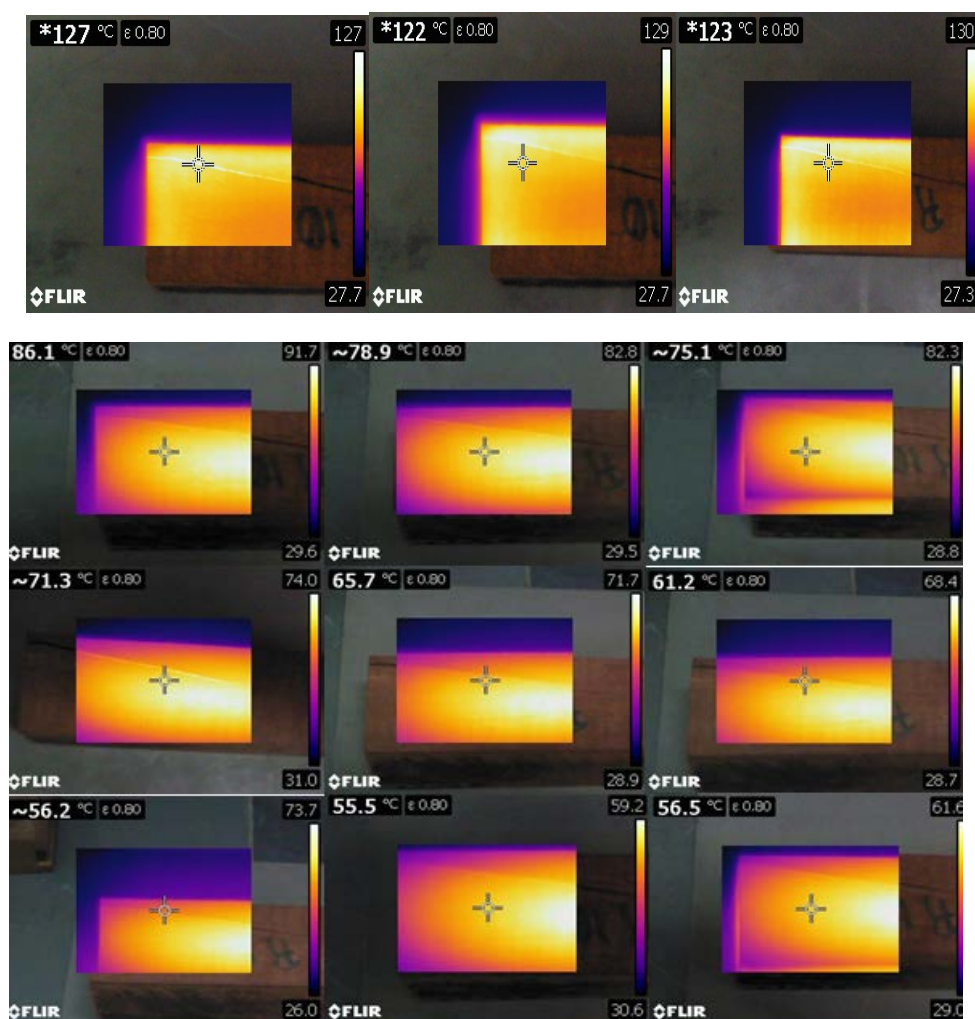 *127 °C ε 0.80 127
27.7
FLIR
*122 °C ε 0.80 129
27.7
FLIR
*123 °C ε 0.80 130
27.3
FLIR
86.1 °C ε 0.80 91.7
29.6
FLIR
~78.9 °C ε 0.80 82.8
29.5
FLIR
~75.1 °C ε 0.80 82.3
28.8
FLIR
~71.3 °C ε 0.80 74.0
31.0
FLIR
65.7 °C ε 0.80 71.7
28.9
FLIR
61.2 °C ε 0.80 68.4
28.7
FLIR
~56.2 °C ε 0.80 73.7
26.0
FLIR
55.5 °C ε 0.80 59.2
30.6
FLIR
56.5 °C ε 0.80 61.6
29.0
FLIR